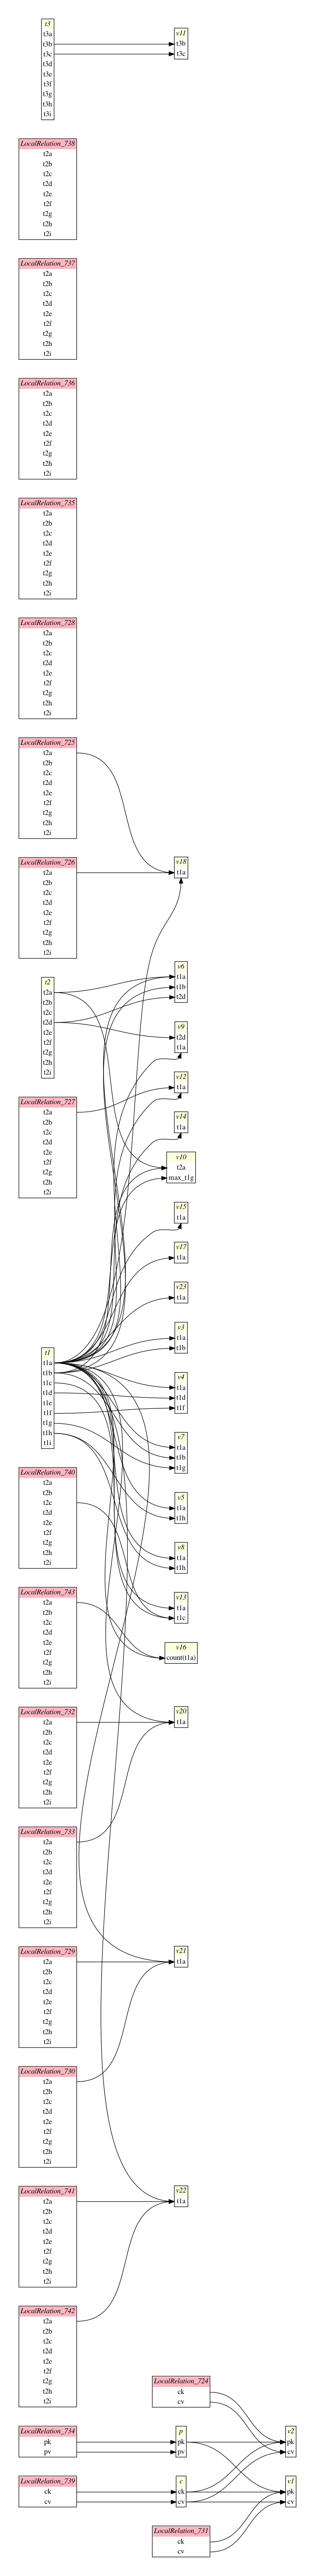 t3
t3a
t3b
t3c
t3d
t3e
t3f
t3g
t3h
t3i
LocalRelation_738
t2a
t2b
t2c
t2d
t2e
t2f
t2g
t2h
t2i
LocalRelation_737
t2a
t2b
t2c
t2d
t2e
t2f
t2g
t2h
t2i
LocalRelation_736
t2a
t2b
t2c
t2d
t2e
t2f
t2g
t2h
t2i
LocalRelation_735
t2a
t2b
t2c
t2d
t2e
t2f
t2g
t2h
t2i
LocalRelation_728
t2a
t2b
t2c
t2d
t2e
t2f
t2g
t2h
t2i
LocalRelation_725
t2a
t2b
t2c
t2d
t2e
t2f
t2g
t2h
t2i
LocalRelation_726
t2a
t2b
t2c
t2d
t2e
t2f
t2g
t2h
t2i
t2
t2a
t2b
t2c
t2d
t2e
t2f
t2g
t2h
t2i
LocalRelation_727
t2a
t2b
t2c
t2d
t2e
t2f
t2g
t2h
t2i
t1
t1a
t1b
t1c
t1d
t1e
t1f
t1g
t1h
t1i
LocalRelation_740
t2a
t2b
t2c
t2d
t2e
t2f
t2g
t2h
t2i
LocalRelation_743
t2a
t2b
t2c
t2d
t2e
t2f
t2g
t2h
t2i
LocalRelation_732
t2a
t2b
t2c
t2d
t2e
t2f
t2g
t2h
t2i
LocalRelation_733
t2a
t2b
t2c
t2d
t2e
t2f
t2g
t2h
t2i
LocalRelation_729
t2a
t2b
t2c
t2d
t2e
t2f
t2g
t2h
t2i
LocalRelation_730
t2a
t2b
t2c
t2d
t2e
t2f
t2g
t2h
t2i
LocalRelation_741
t2a
t2b
t2c
t2d
t2e
t2f
t2g
t2h
t2i
LocalRelation_742
t2a
t2b
t2c
t2d
t2e
t2f
t2g
t2h
t2i
LocalRelation_734
pk
pv
LocalRelation_739
ck
cv
v11
t3b
t3c
v18
t1a
v6
t1a
t1b
t2d
v9
t2d
t1a
v12
t1a
v14
t1a
v10
t2a
max_t1g
v15
t1a
v17
t1a
v23
t1a
v3
t1a
t1b
v4
t1a
t1d
t1f
v7
t1a
t1b
t1g
v5
t1a
t1h
v8
t1a
t1h
v13
t1a
t1c
v16
count(t1a)
v20
t1a
v21
t1a
v22
t1a
LocalRelation_724
ck
cv
p
pk
pv
c
ck
cv
LocalRelation_731
ck
cv
v2
pk
cv
v1
pk
cv